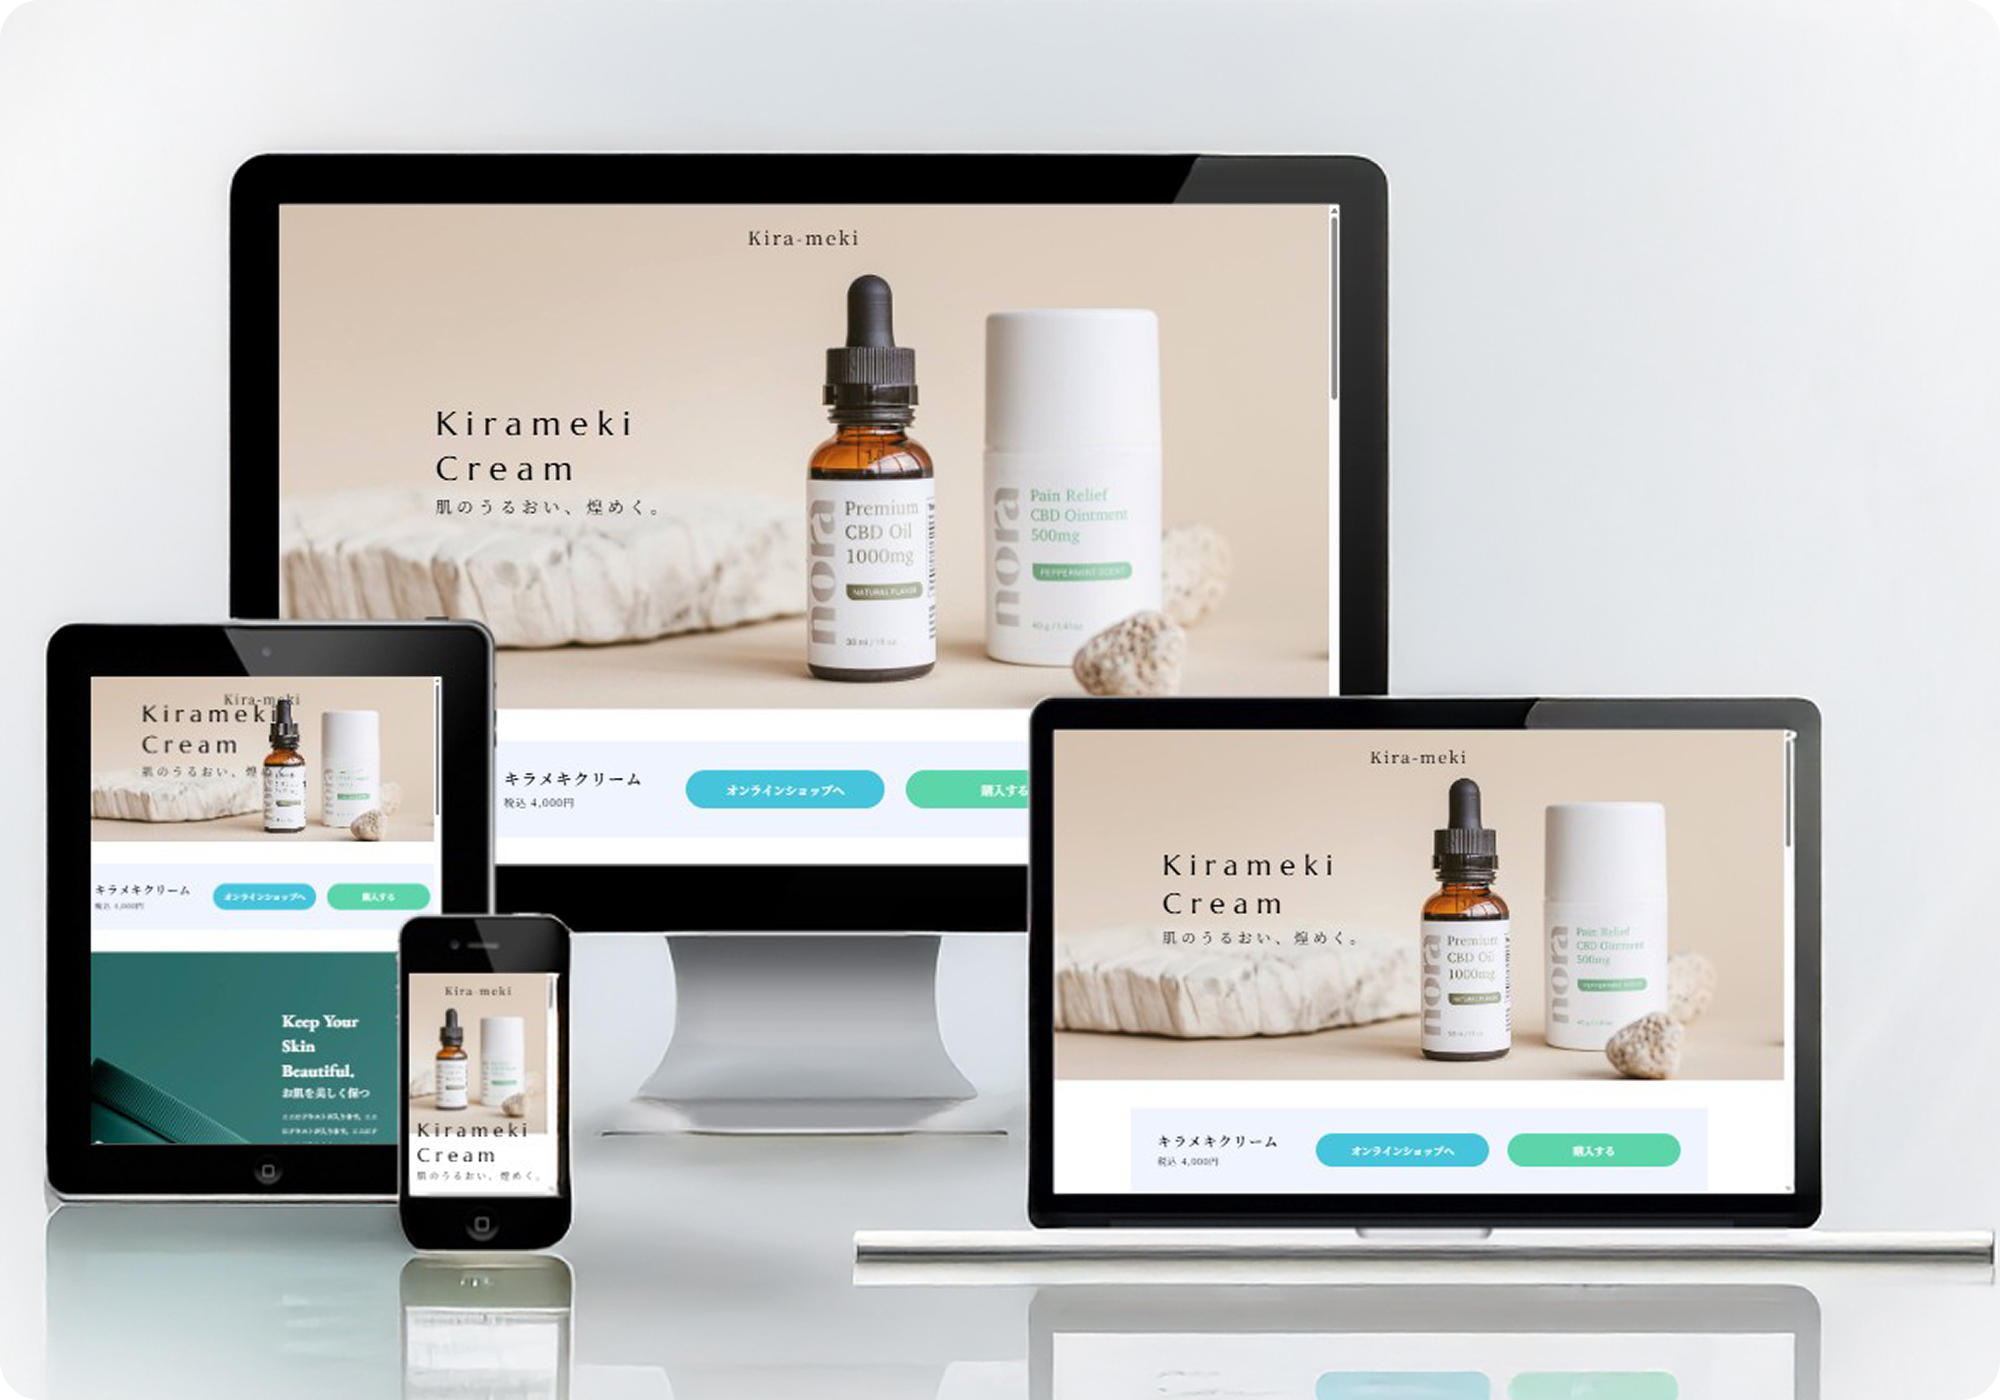 Kira-meki
Kirameki
Cream
肌のうるおい、煌めく。
nora
Premium
CBD Oil
1000mg
NATURAL FLAVOR
30 ml / 1 fl oz
nora
Pain Relief
CBD Ointment
500mg
PEPPERMINT SCENT
40 g / 1.41oz
キラメキクリーム
税込 4,000円
オンラインショップへ
購入する
Kira-meki
Kirameki
Cream
肌のうるおい、煌めく
キラメキクリーム
税込 4,000円
オンラインショップへ
購入する
Keep Your
Skin
Beautiful.
お肌を美しく保つ
Kira-meki
Kirameki
Cream
肌のうるおい、煌めく。
Kira-meki
Kirameki
Cream
肌のうるおい、煌めく。
nora
Premium
CBD Oil
1000mg
NATURAL FLAVOR
nora
Pain Relief
CBD Ointment
500mg
キラメキクリーム
税込 4,000円
オンラインショップへ
購入する